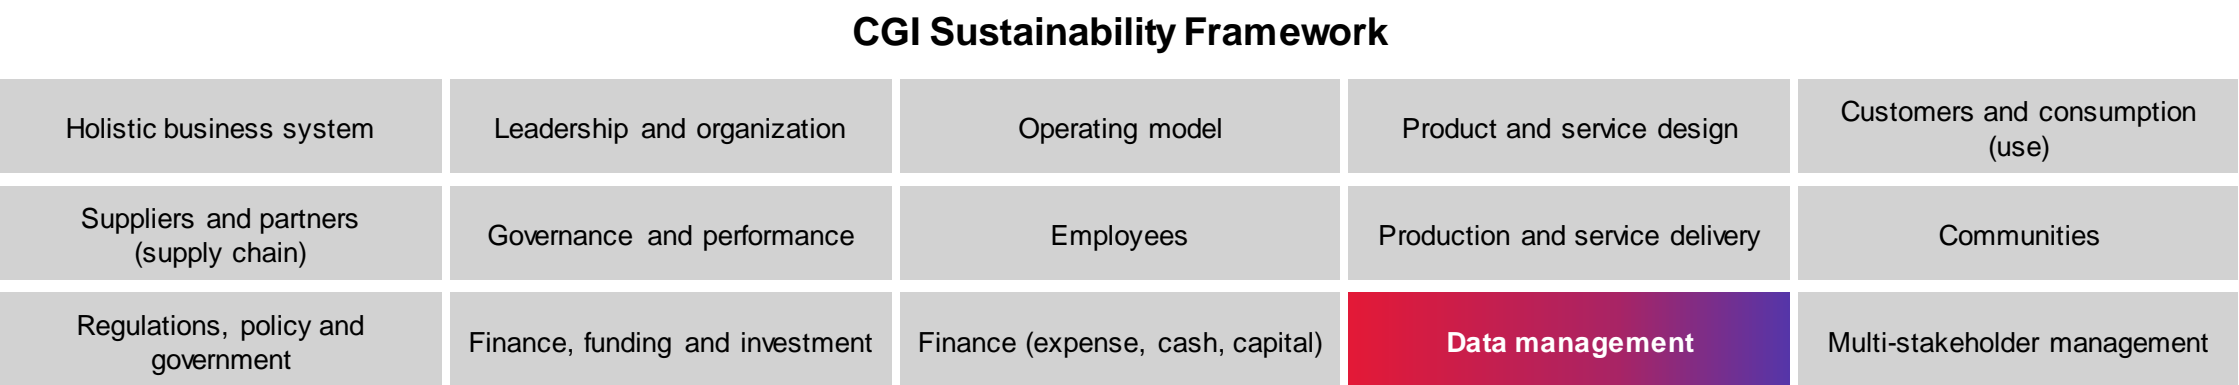 CGI Sustainability Framework
Holistic business system
Leadership and organization
Operating model
Product and service design
Customers and consumption
(use)
Suppliers and partners
(supply chain)
Governance and performance
Employees
Production and service delivery
Communities
Regulations, policy and
government
Finance, funding and investment
Finance (expense, cash, capital)
Data management
Multi-stakeholder management